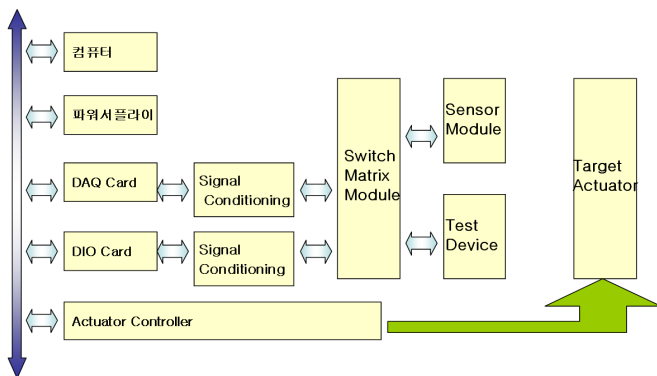 컴퓨터
파워서플라이
DAQ Card
Signal
Conditioning
DIO Card
Signal
Conditioning
Actuator Controller
Switch
Matrix
Module
Sensor
Module
Test
Device
Target
Actuator